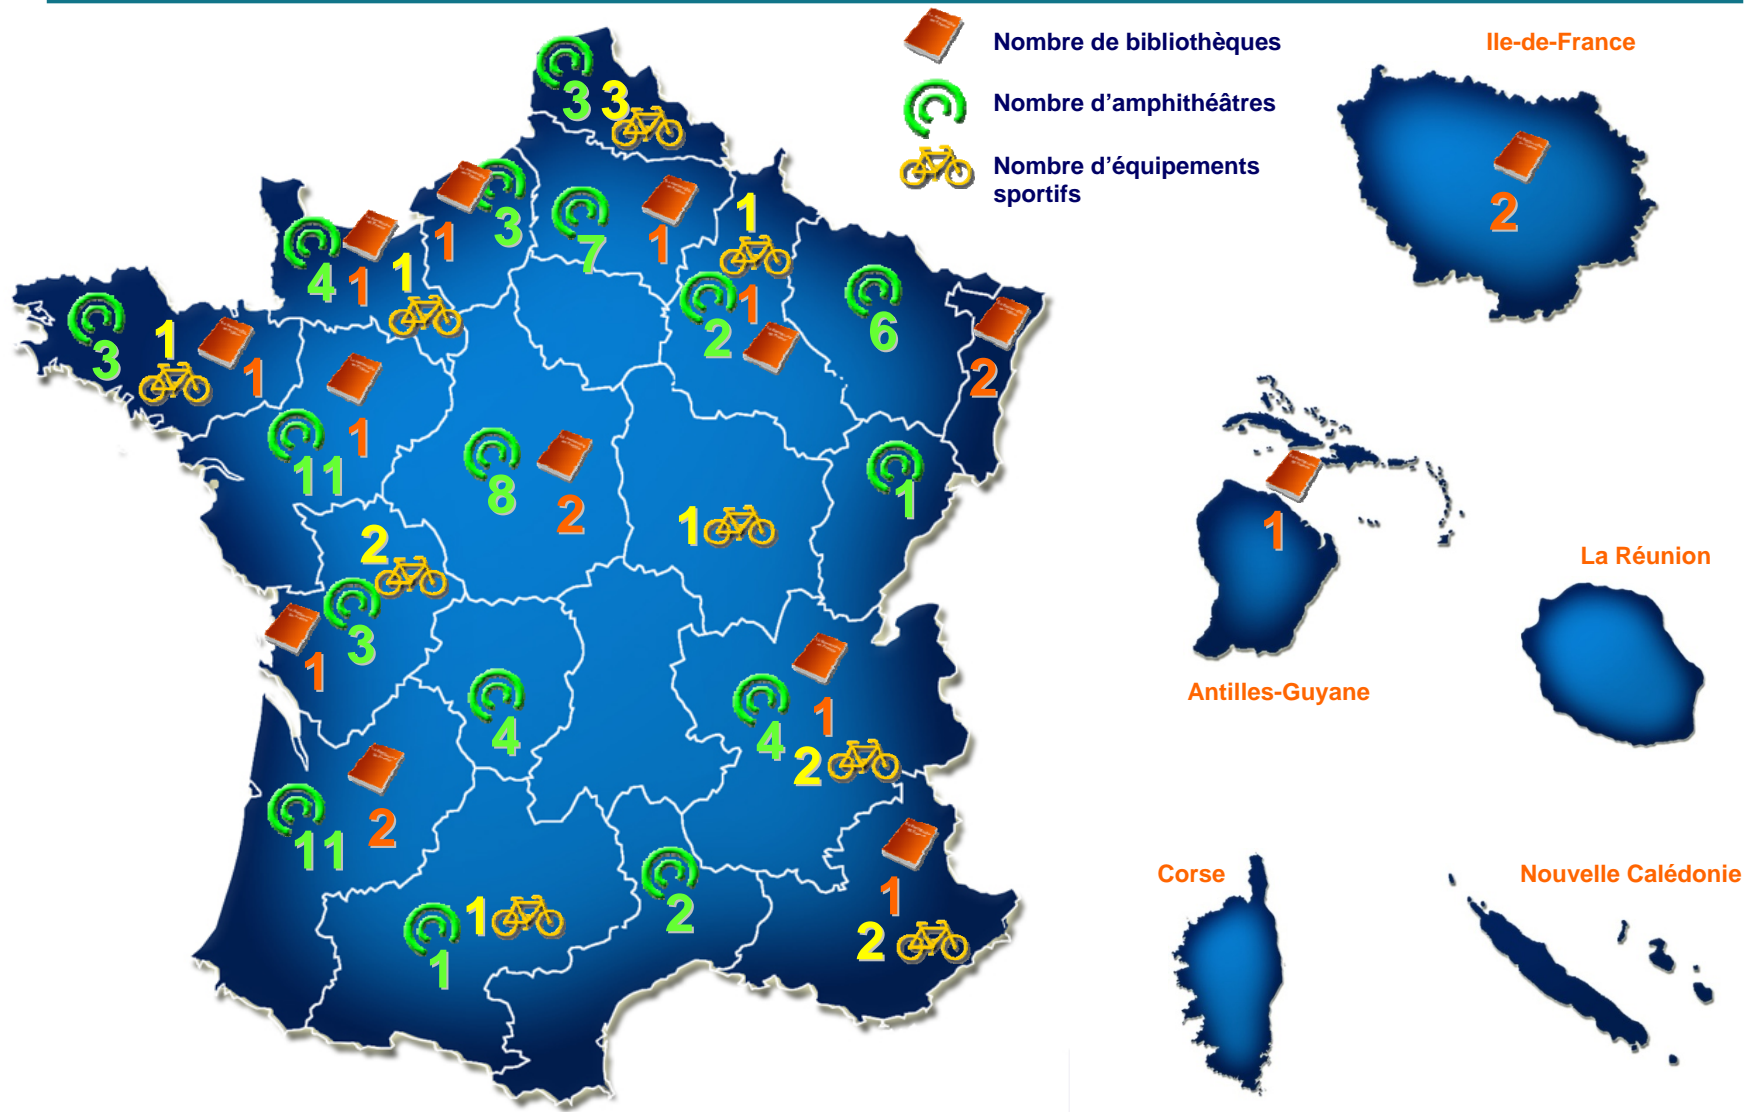 Nombre de bibliothèques
Ile-de-France
Nombre d'amphithéâtres
Nombre d'équipements
sportifs
3 3
1 3
7 1
1
4 1 1
2 1
6
2
3 1 1
1
11
8 2
1
1
2
1 3
4
1
4
2
2
11
1 1
2
1
2
2
1
Antilles-Guyane
La Réunion
Corse
Nouvelle Calédonie